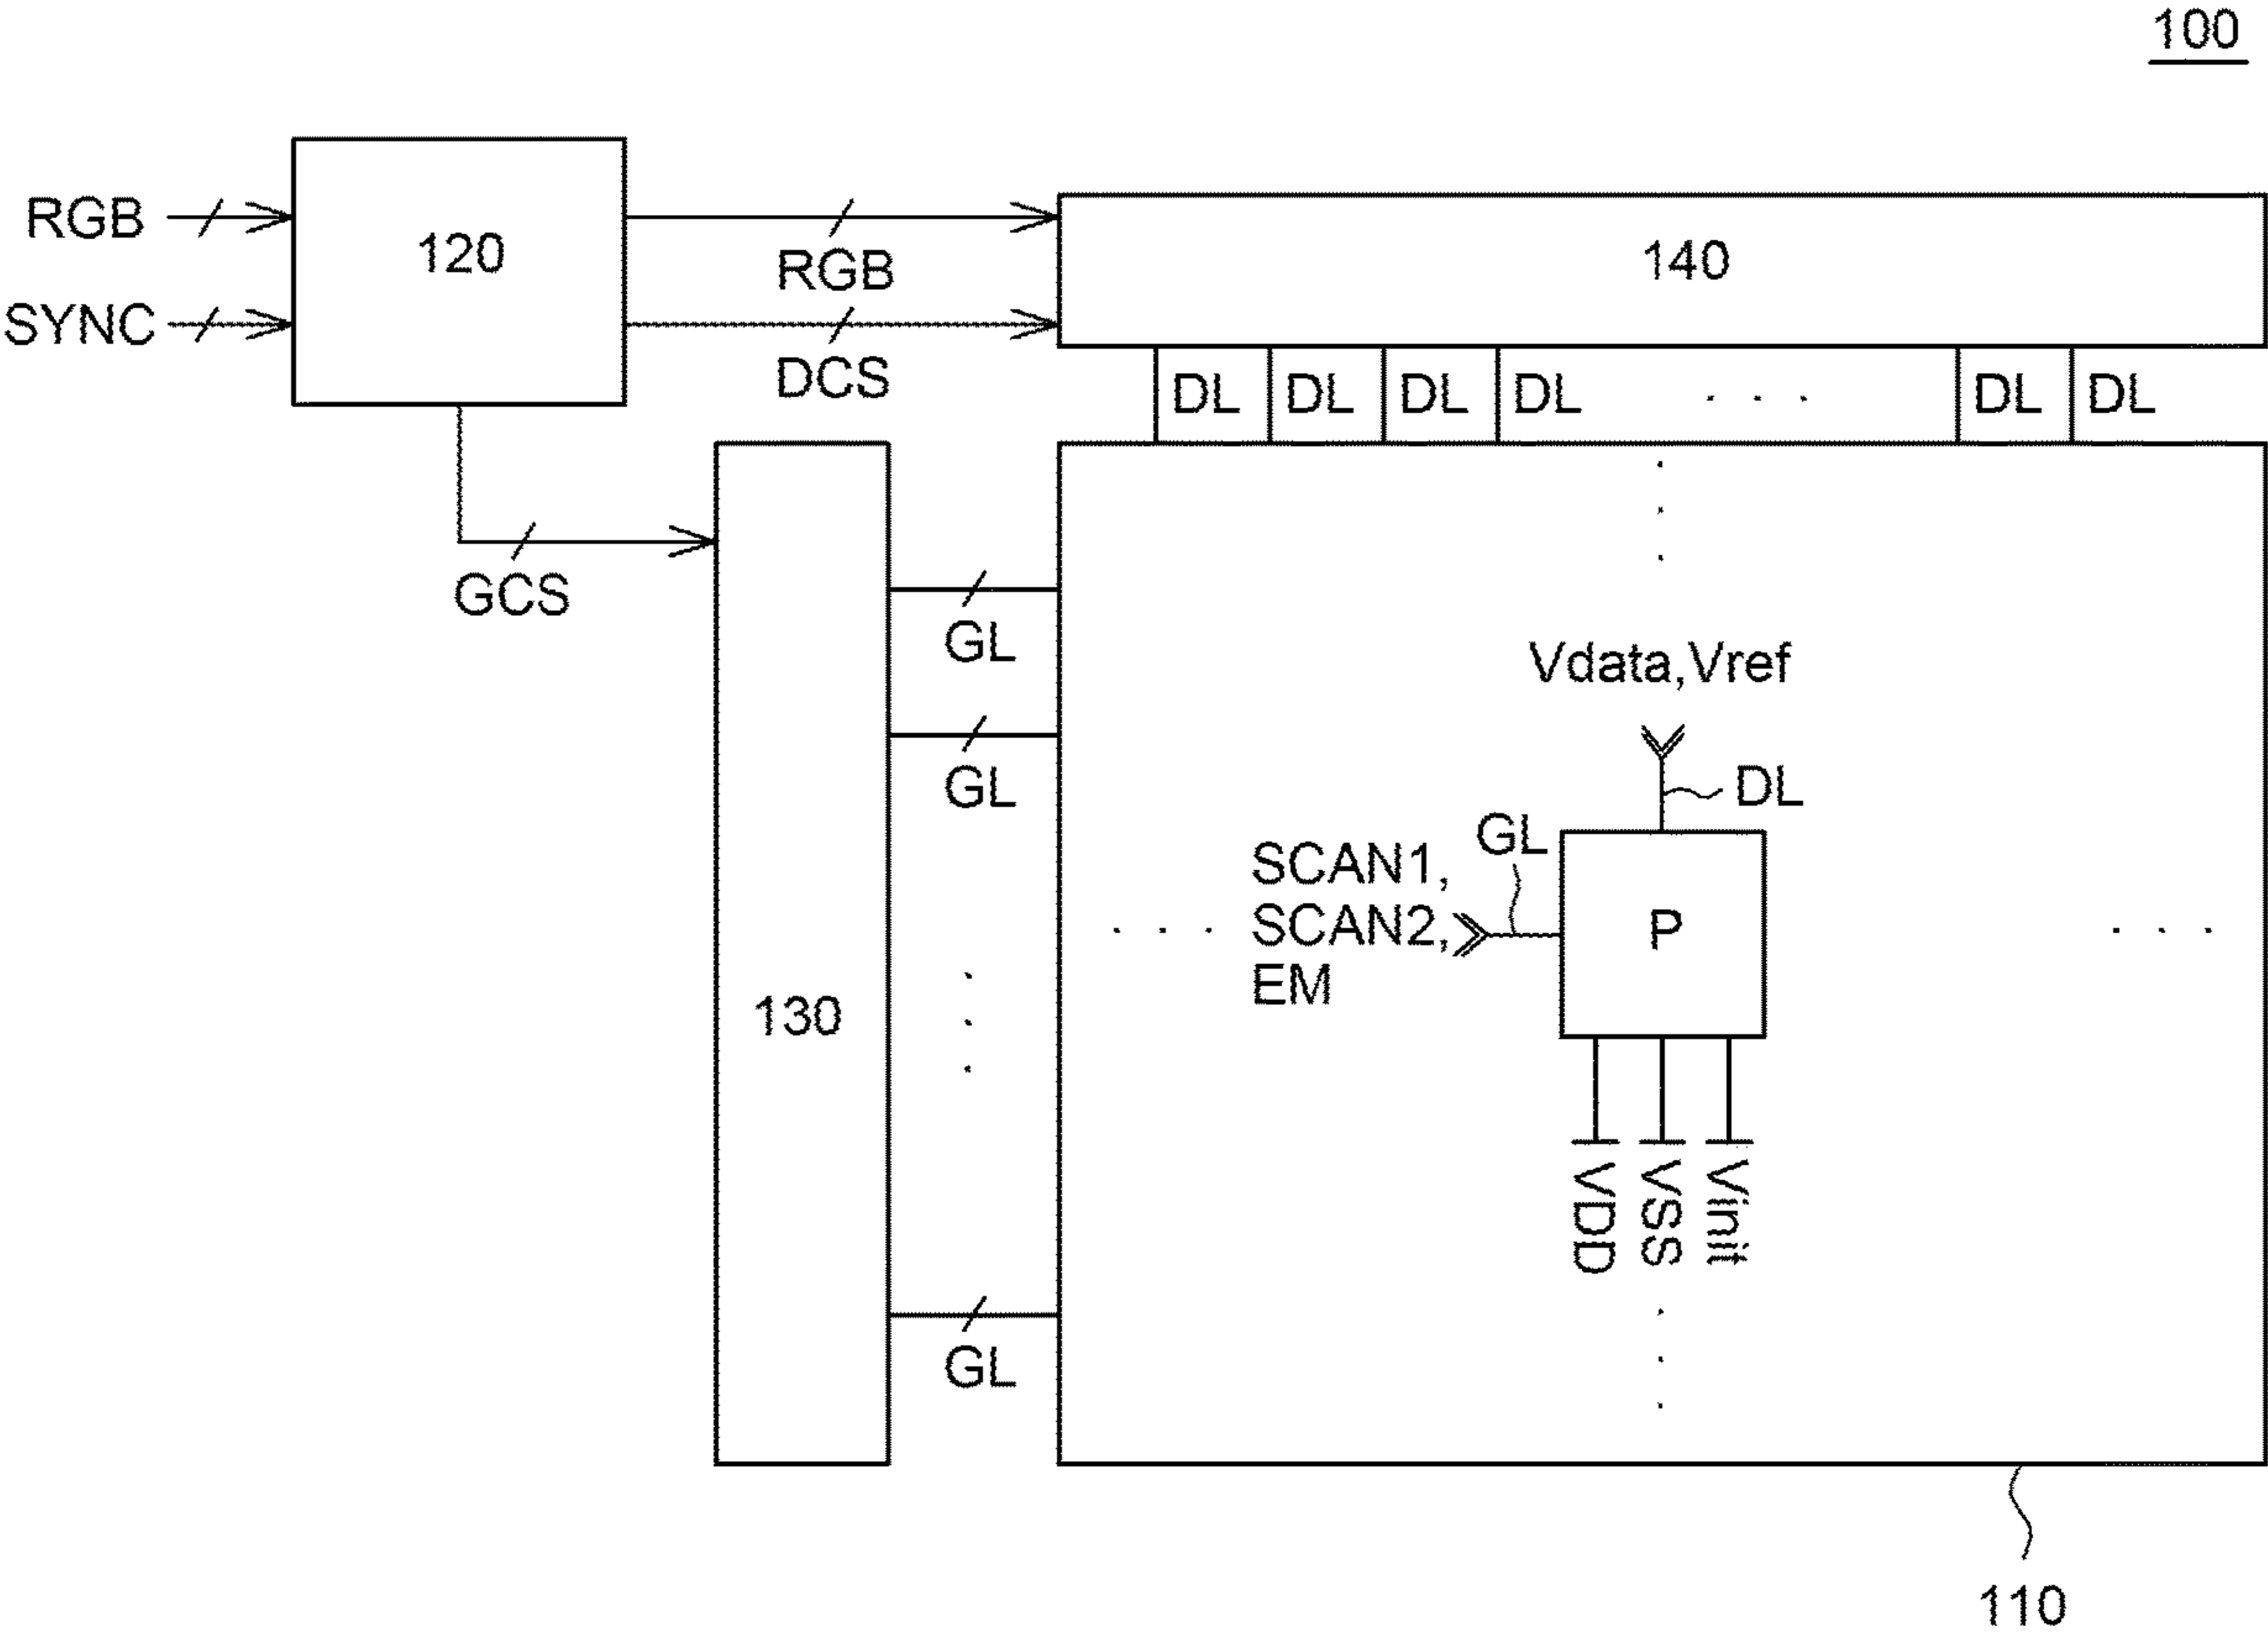 100
RGB
SYNC
120
RGB
DCS
140
DL DL DL DL DL DL
GCS
GL
GL
GL
130
Vdata,Vref
DL
GL
SCAN1,
SCAN2,
EM
P
VDD
VSS
Vinit
110